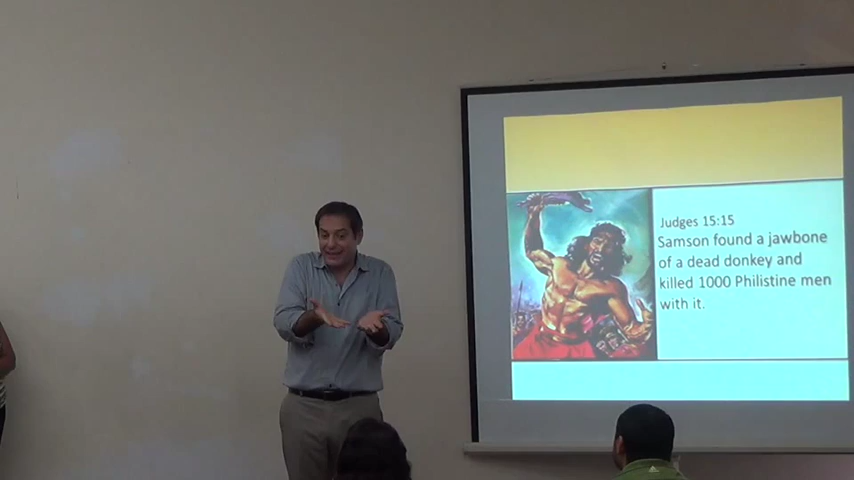 Judges 15:15
Samson found a jawbone
of a dead donkey and
killed 1000 Philistine men
with it.